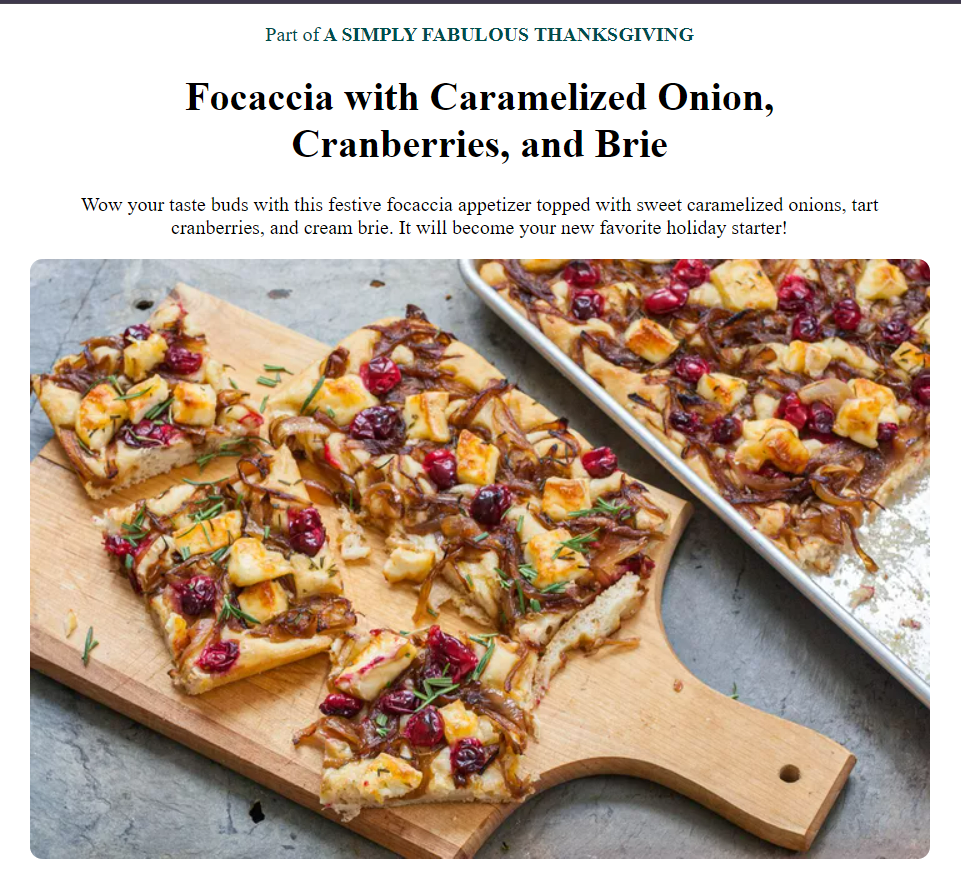 Part of A SIMPLY FABULOUS THANKSGIVING
Focaccia with Caramelized Onion,
Cranberries, and Brie
Wow your taste buds with this festive focaccia appetizer topped with sweet caramelized onions, tart
cranberries, and cream brie. It will become your new favorite holiday starter!